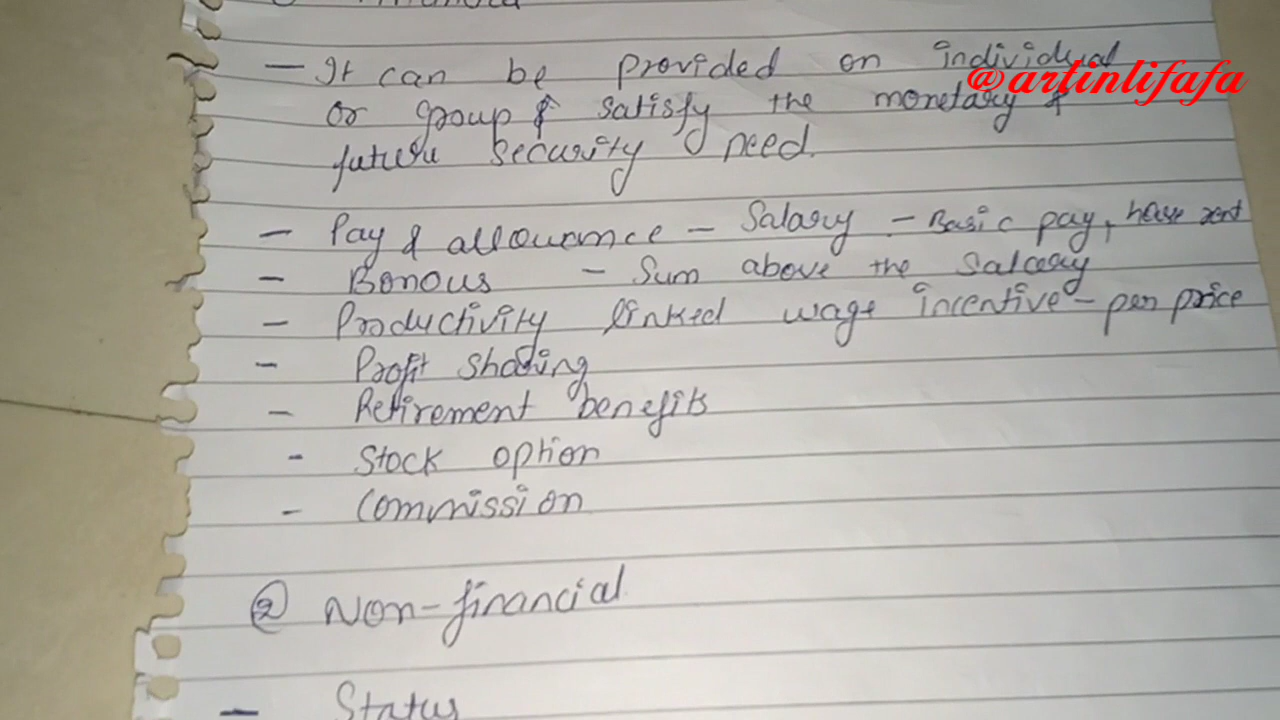 — It can be provided on individual
@artinlifafa
or group & satisfy the monetary &
future security need.
— Pay & allowance – Salary – Basic pay, house rent
— Bonous – Sum above the Salary
— Productivity linked wage incentive – per price
— Profit sharing
— Retirement benefits
- Stock option
- Commission
② Non-financial
— Status